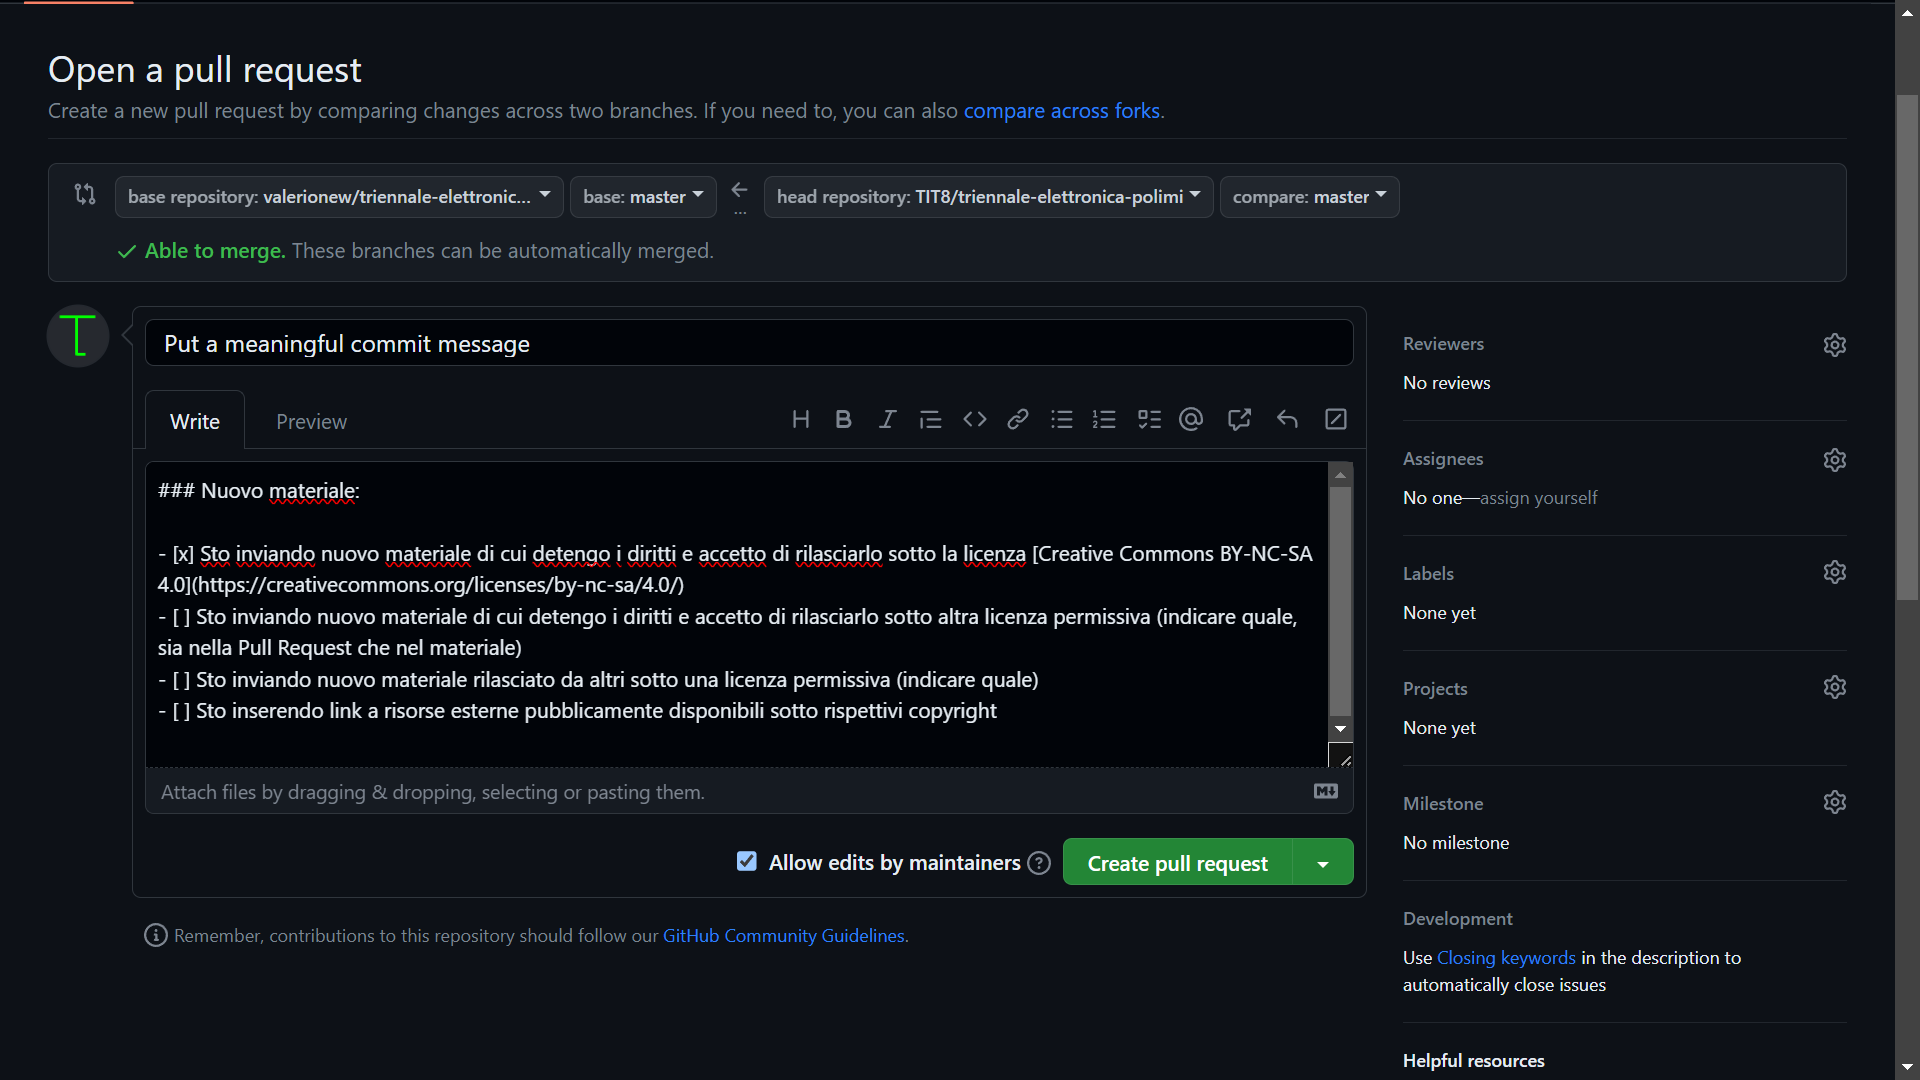 Open a pull request
Create a new pull request by comparing changes across two branches. If you need to, you can also compare across forks.
base repository: valerionew/triennale-elettronic... base: master ... head repository: TIT8/triennale-elettronica-polimi compare: master
Able to merge. These branches can be automatically merged.
T
Put a meaningful commit message
Write Preview
### Nuovo materiale:
- [x] Sto inviando nuovo materiale di cui detengo i diritti e accetto di rilasciarlo sotto la licenza [Creative Commons BY-NC-SA
4.0](https://creativecommons.org/licenses/by-nc-sa/4.0/)
- [ ] Sto inviando nuovo materiale di cui detengo i diritti e accetto di rilasciarlo sotto altra licenza permissiva (indicare quale,
sia nella Pull Request che nel materiale)
- [ ] Sto inviando nuovo materiale rilasciato da altri sotto una licenza permissiva (indicare quale)
- [ ] Sto inserendo link a risorse esterne pubblicamente disponibili sotto rispettivi copyright
Attach files by dragging & dropping, selecting or pasting them.
Allow edits by maintainers Create pull request
Remember, contributions to this repository should follow our GitHub Community Guidelines.
Reviewers
No reviews
Assignees
No one—assign yourself
Labels
None yet
Projects
None yet
Milestone
No milestone
Development
Use Closing keywords in the description to
automatically close issues
Helpful resources